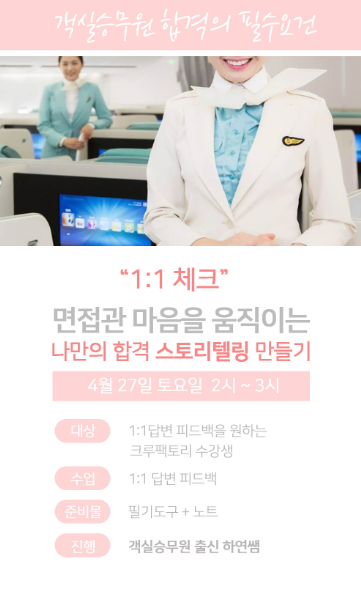 객실승무원 합격의 필수요건
“1:1 체크”
면접관 마음을 움직이는
나만의 합격 스토리텔링 만들기
4월 27일 토요일 2시 ~ 3시
대상 1:1답변 피드백을 원하는
크루팩토리 수강생
수업 1:1 답변 피드백
준비물 필기도구 + 노트
진행 객실승무원 출신 하연쌤